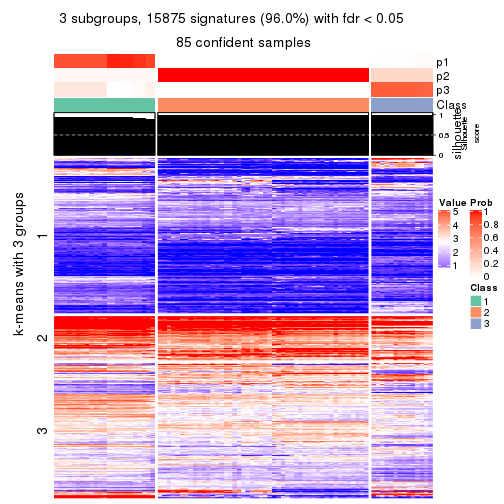 3 subgroups, 15875 signatures (96.0%) with fdr < 0.05
85 confident samples
p1
p2
p3
Class
1
0.5
0
silhouette
Silhouette
score
k-means with 3 groups
1
2
3
Value
5
4
3
2
1
Prob
1
0.8
0.6
0.4
0.2
0
Class
1
2
3